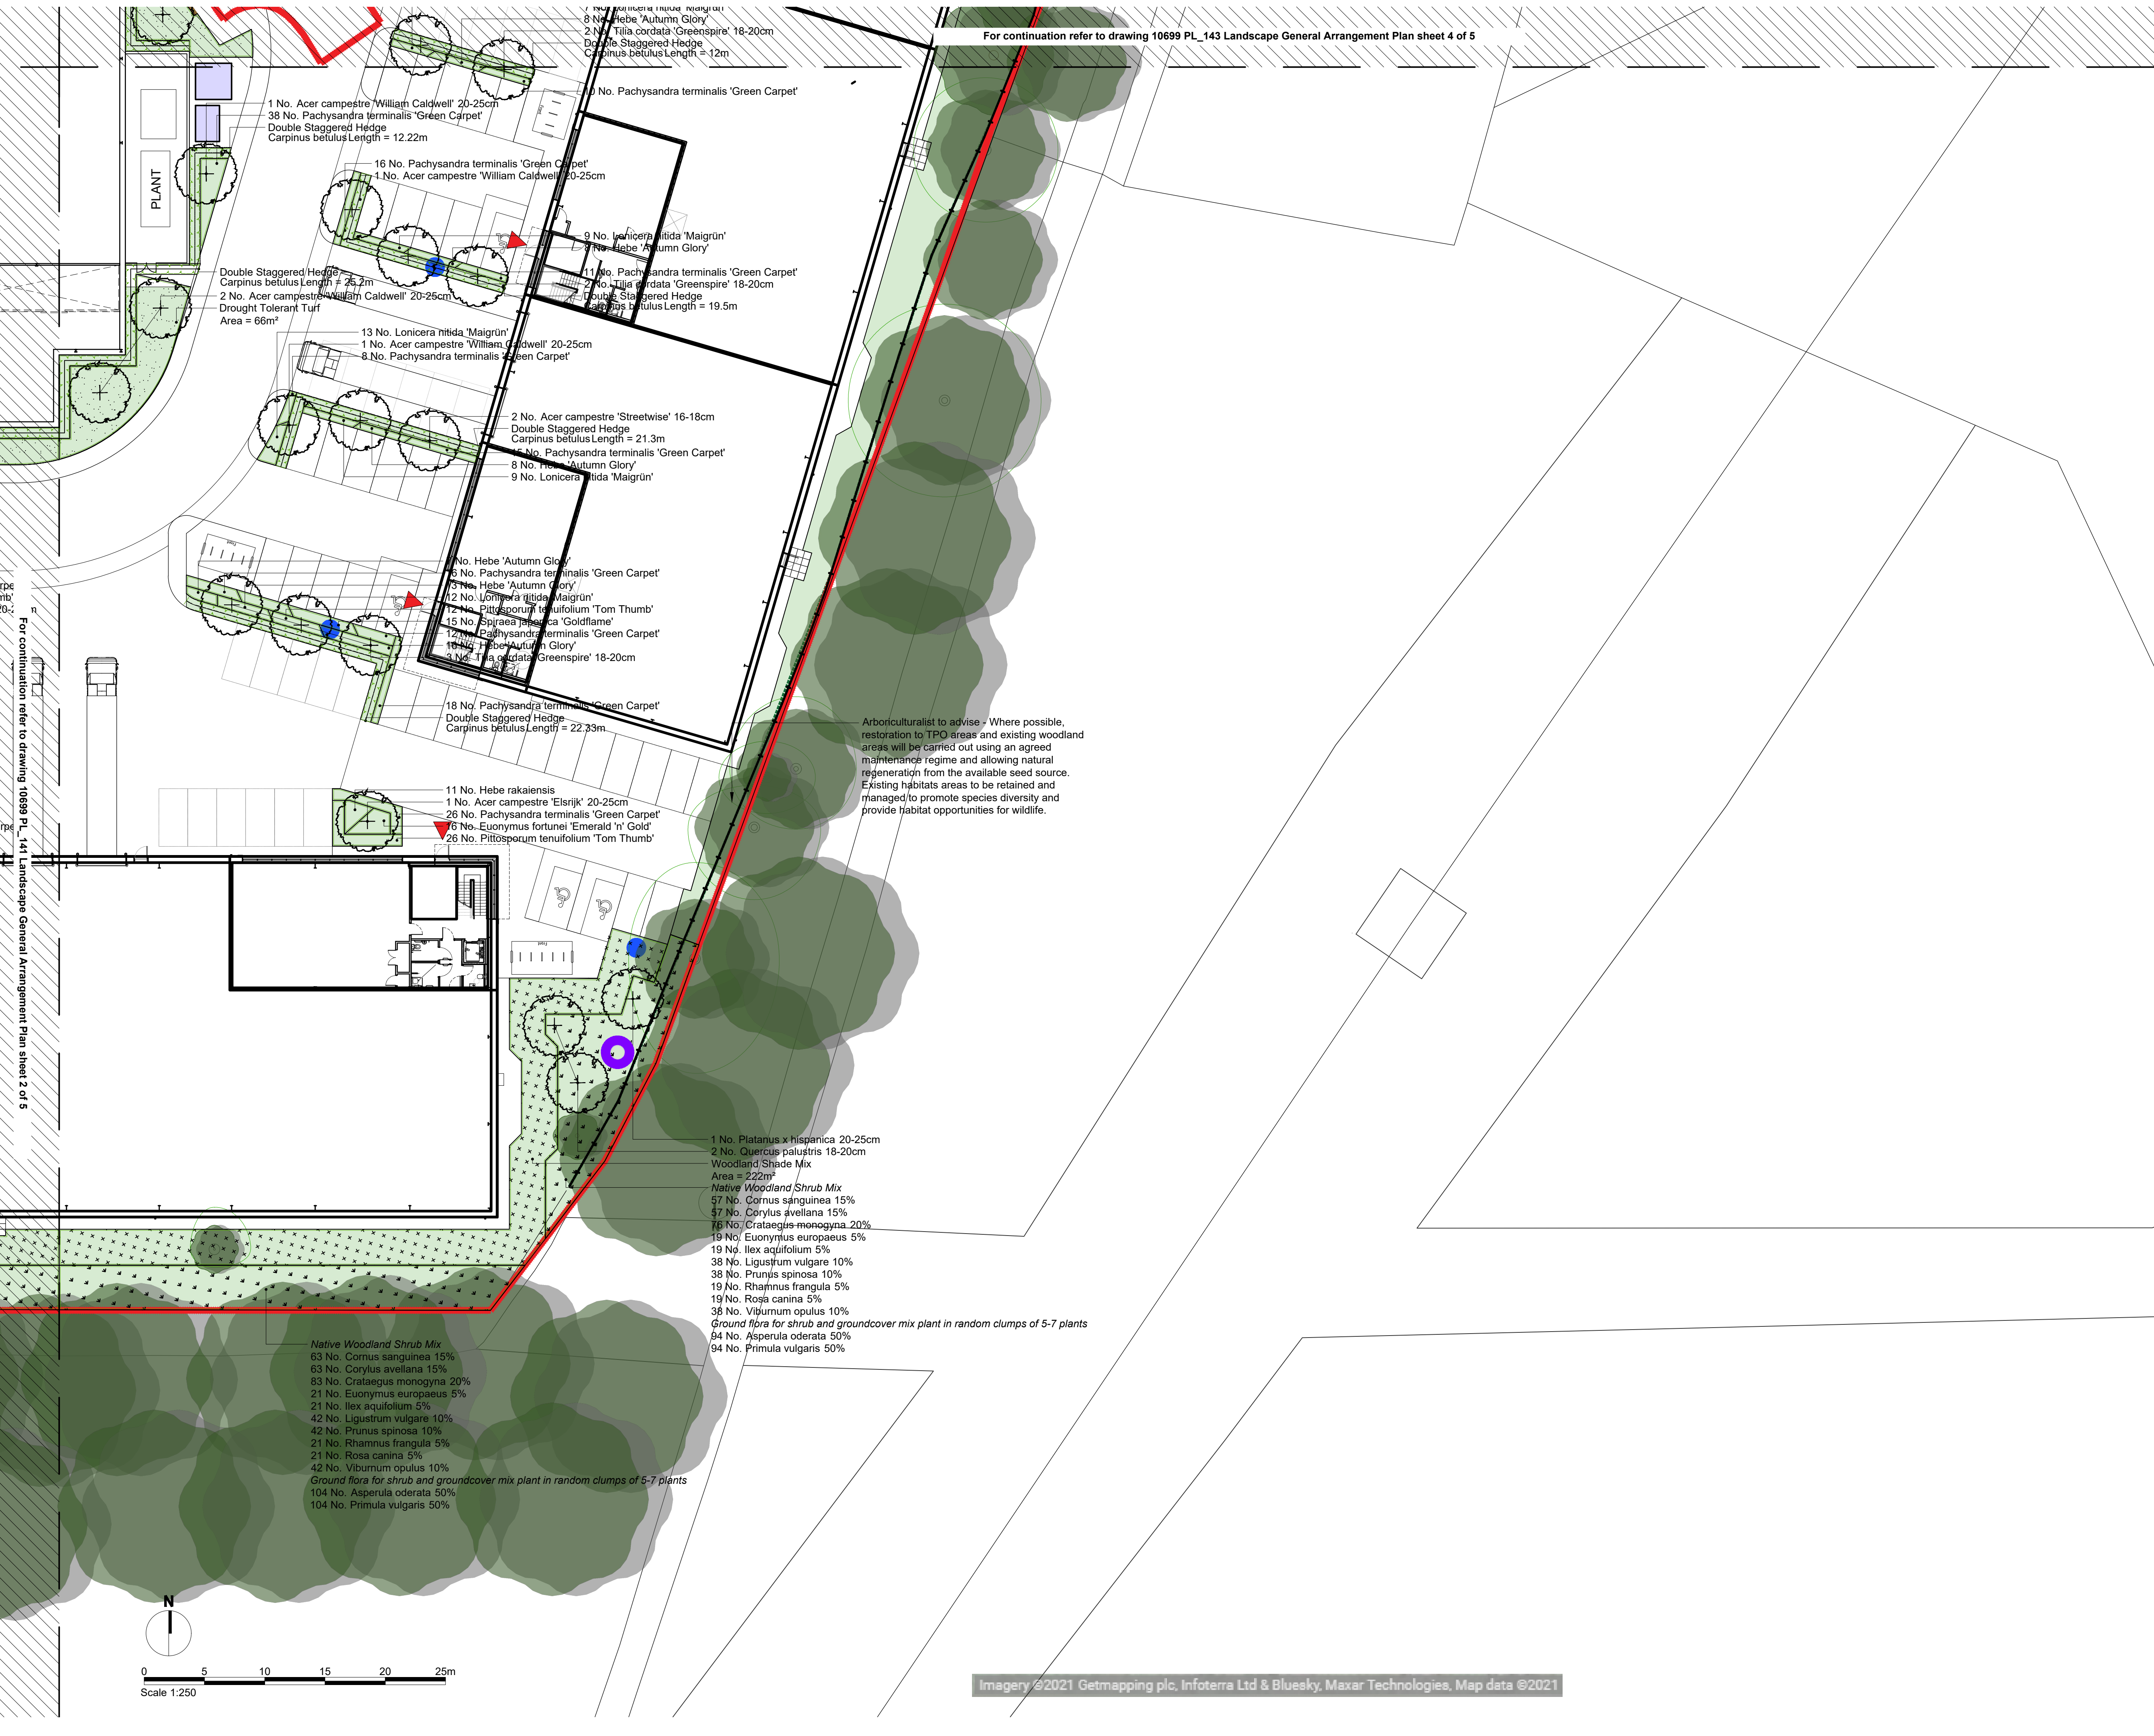 7 No. Lonicera nitida 'Maigrün'
8 No. Hebe 'Autumn Glory'
2 No. Tilia cordata 'Greenspire' 18-20cm
Double Staggered Hedge
Carpinus betulus Length = 12m
For continuation refer to drawing 10699 PL_143 Landscape General Arrangement Plan sheet 4 of 5
10 No. Pachysandra terminalis 'Green Carpet'
1 No. Acer campestre 'William Caldwell' 20-25cm
38 No. Pachysandra terminalis 'Green Carpet'
Double Staggered Hedge
Carpinus betulus Length = 12.22m
PLANT
16 No. Pachysandra terminalis 'Green Carpet'
1 No. Acer campestre 'William Caldwell' 20-25cm
9 No. Lonicera nitida 'Maigrün'
No. Hebe 'Autumn Glory'
11 No. Pachysandra terminalis 'Green Carpet'
2 No. Tilia cordata 'Greenspire' 18-20cm
Double Staggered Hedge
Carpinus betulus Length = 19.5m
Double Staggered Hedge
Carpinus betulus Length = 25.2m
2 No. Acer campestre 'William Caldwell' 20-25cm
Drought Tolerant Turf
Area = 66m²
13 No. Lonicera nitida 'Maigrün'
1 No. Acer campestre 'William Caldwell' 20-25cm
8 No. Pachysandra terminalis 'Green Carpet'
2 No. Acer campestre 'Streetwise' 16-18cm
Double Staggered Hedge
Carpinus betulus Length = 21.3m
15 No. Pachysandra terminalis 'Green Carpet'
8 No. Hebe 'Autumn Glory'
9 No. Lonicera nitida 'Maigrün'
No. Hebe 'Autumn Glory'
No. Pachysandra terminalis 'Green Carpet'
No. Hebe 'Autumn Glory'
12 No. Lonicera nitida 'Maigrün'
12 No. Pittosporum tenuifolium 'Tom Thumb'
15 No. Spiraea japonica 'Goldflame'
12 No. Pachysandra terminalis 'Green Carpet'
No. Hebe 'Autumn Glory'
3 No. Tilia cordata 'Greenspire' 18-20cm
18 No. Pachysandra terminalis 'Green Carpet'
Double Staggered Hedge
Carpinus betulus Length = 22.33m
For continuation refer to drawing 10699 PL_141 Landscape General Arrangement Plan sheet 2 of 5
Arboriculturalist to advise - Where possible,
restoration to TPO areas and existing woodland
areas will be carried out using an agreed
maintenance regime and allowing natural
regeneration from the available seed source.
Existing habitats areas to be retained and
managed to promote species diversity and
provide habitat opportunities for wildlife.
11 No. Hebe rakaiensis
1 No. Acer campestre 'Elsrijk' 20-25cm
26 No. Pachysandra terminalis 'Green Carpet'
16 No. Euonymus fortunei 'Emerald 'n' Gold'
26 No. Pittosporum tenuifolium 'Tom Thumb'
1 No. Platanus x hispanica 20-25cm
2 No. Quercus palustris 18-20cm
Woodland Shade Mix
Area = 222m²
Native Woodland Shrub Mix
57 No. Cornus sanguinea 15%
57 No. Corylus avellana 15%
76 No. Crataegus monogyna 20%
19 No. Euonymus europaeus 5%
19 No. Ilex aquifolium 5%
38 No. Ligustrum vulgare 10%
38 No. Prunus spinosa 10%
19 No. Rhamnus frangula 5%
19 No. Rosa canina 5%
38 No. Viburnum opulus 10%
Ground flora for shrub and groundcover mix plant in random clumps of 5-7 plants
94 No. Asperula oderata 50%
94 No. Primula vulgaris 50%
Native Woodland Shrub Mix
63 No. Cornus sanguinea 15%
63 No. Corylus avellana 15%
83 No. Crataegus monogyna 20%
21 No. Euonymus europaeus 5%
21 No. Ilex aquifolium 5%
42 No. Ligustrum vulgare 10%
42 No. Prunus spinosa 10%
21 No. Rhamnus frangula 5%
21 No. Rosa canina 5%
42 No. Viburnum opulus 10%
Ground flora for shrub and groundcover mix plant in random clumps of 5-7 plants
104 No. Asperula oderata 50%
104 No. Primula vulgaris 50%
N
0 5 10 15 20 25m
Scale 1:250
Imagery ©2021 Getmapping plc, Infoterra Ltd & Bluesky, Maxar Technologies, Map data ©2021